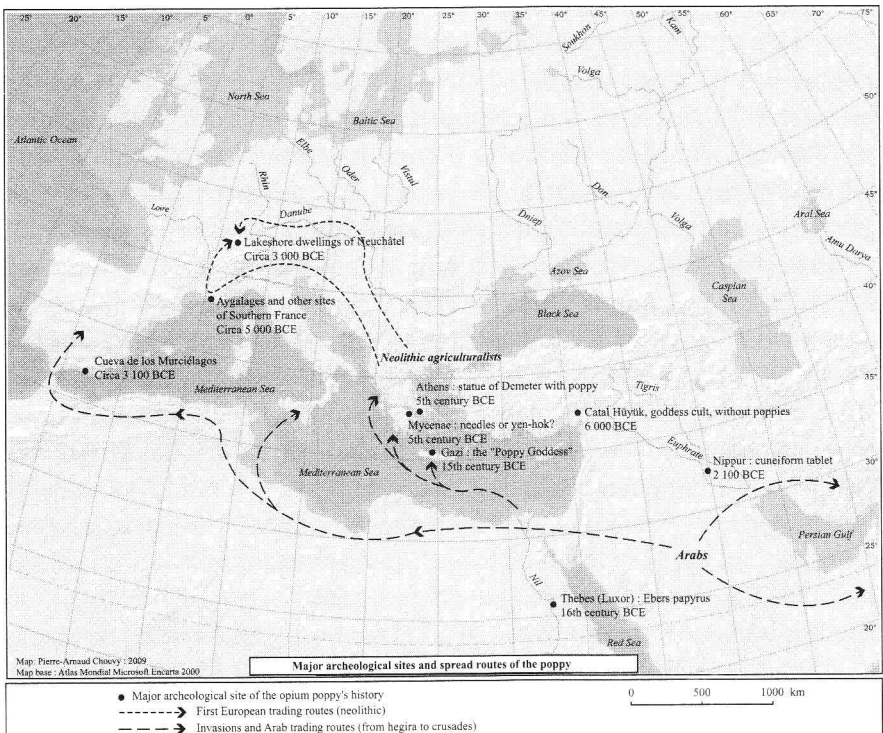 25° 20° 15° 10° 5° 0° 5° 10° 15° 20° 25° 30° 35° 40° 45° 50° 55° 60° 65° 70° 75°
Soukhon
Kam
Volga
North Sea
50°
Baltic Sea
Atlantic Ocean
Elbe
Oder
Vistul
Rhin
Don
45°
Volga
Aral Sea
Loire
Danube
Dniep
Amu Darya
Lakeshore dwellings of Neuchâtel
Circa 3 000 BCE
Azov Sea
40°
Caspian
Sea
Aygalages and other sites
of Southern France
Circa 5 000 BCE
Black Sea
Neolithic agriculturalists
35°
Cueva de los Murciélagos
Circa 3 100 BCE
Mediterranean Sea
Tigris
Athens : statue of Demeter with poppy
5th century BCE
Catal Hüyük, goddess cult, without poppies
6 000 BCE
Mycenae : needles or yen-hok?
5th century BCE
30°
Euphrate
Gazi : the "Poppy Goddess"
15th century BCE
Nippur : cuneiform tablet
2 100 BCE
Mediterranean Sea
Persian Gulf
25°
Arabs
Nil
Thebes (Luxor) : Ebers papyrus
16th century BCE
20°
Red Sea
Map: Pierre-Arnaud Chouvy : 2009
Map base : Atlas Mondial Microsoft Encarta 2000
20° 25° 30° 35° 40° 45° 50° 55° 60°
Major archeological sites and spread routes of the poppy
Major archeological site of the opium poppy's history
First European trading routes (neolithic)
Invasions and Arab trading routes (from hegira to crusades)
0 500 1000 km